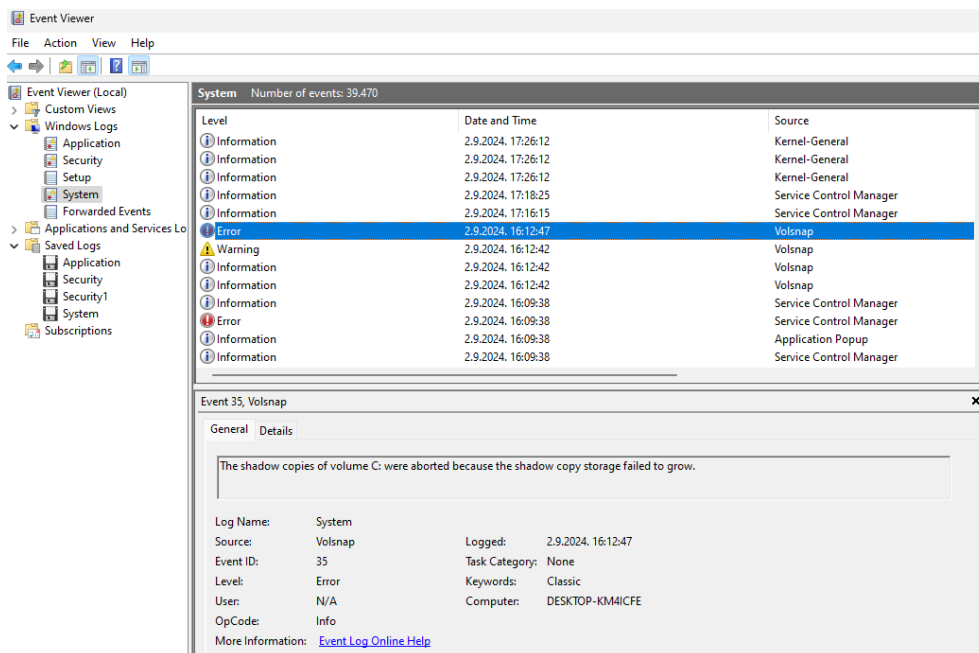 Event Viewer
File Action View Help
Event Viewer (Local)
Custom Views
Windows Logs
Application
Security
Setup
System
Forwarded Events
Applications and Services Lo
Saved Logs
Application
Security
Security1
System
Subscriptions
System Number of events: 39.470
Level Date and Time Source
Information 2.9.2024. 17:26:12 Kernel-General
Information 2.9.2024. 17:26:12 Kernel-General
Information 2.9.2024. 17:26:12 Kernel-General
Information 2.9.2024. 17:18:25 Service Control Manager
Information 2.9.2024. 17:16:15 Service Control Manager
Error 2.9.2024. 16:12:47 Volsnap
Warning 2.9.2024. 16:12:42 Volsnap
Information 2.9.2024. 16:12:42 Volsnap
Information 2.9.2024. 16:12:42 Volsnap
Information 2.9.2024. 16:09:38 Service Control Manager
Error 2.9.2024. 16:09:38 Service Control Manager
Information 2.9.2024. 16:09:38 Application Popup
Information 2.9.2024. 16:09:38 Service Control Manager
Event 35, Volsnap
General Details
The shadow copies of volume C: were aborted because the shadow copy storage failed to grow.
Log Name: System
Source: Volsnap Logged: 2.9.2024. 16:12:47
Event ID: 35 Task Category: None
Level: Error Keywords: Classic
User: N/A Computer: DESKTOP-KM4ICFE
OpCode: Info
More Information: Event Log Online Help